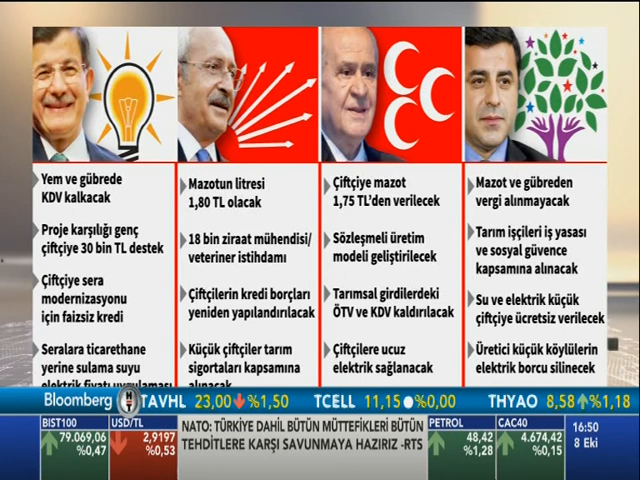 Yem ve gübrede
KDV kalkacak
Proje karşılığı genç
çiftçiye 30 bin TL destek
Çiftçiye sera
modernizasyonu
için faizsiz kredi
Seralara ticarethane
yerine sulama suyu
elektrik fiyatı uygulaması
Mazotun litresi
1,80 TL olacak
18 bin ziraat mühendisi/
veteriner istihdamı
Çiftçilerin kredi borçları
yeniden yapılandırılacak
Küçük çiftçiler tarım
sigortaları kapsamına
alınacak
Çiftçiye mazot
1,75 TL'den verilecek
Sözleşmeli üretim
modeli geliştirilecek
Tarımsal girdilerdeki
ÖTV ve KDV kaldırılacak
Çiftçilere ucuz
elektrik sağlanacak
Mazot ve gübreden
vergi alınmayacak
Tarım işçileri iş yasası
ve sosyal güvence
kapsamına alınacak
Su ve elektrik küçük
çiftçiye ücretsiz verilecek
Üretici küçük köylülerin
elektrik borcu silinecek
Bloomberg HT TAVHL 23,00 %1,50 TCELL 11,15 %0,00 THYAO 8,58 %1,18
BIST100
79.069,06
%0,47
USD/TL
2,9197
%0,53
NATO: TÜRKİYE DAHİL BÜTÜN MÜTTEFİKLERİ BÜTÜN
TEHDİTLERE KARŞI SAVUNMAYA HAZIRIZ -RTS
PETROL
48,42
%1,28
CAC40
4.674,42
%0,15
16:50
8 Eki